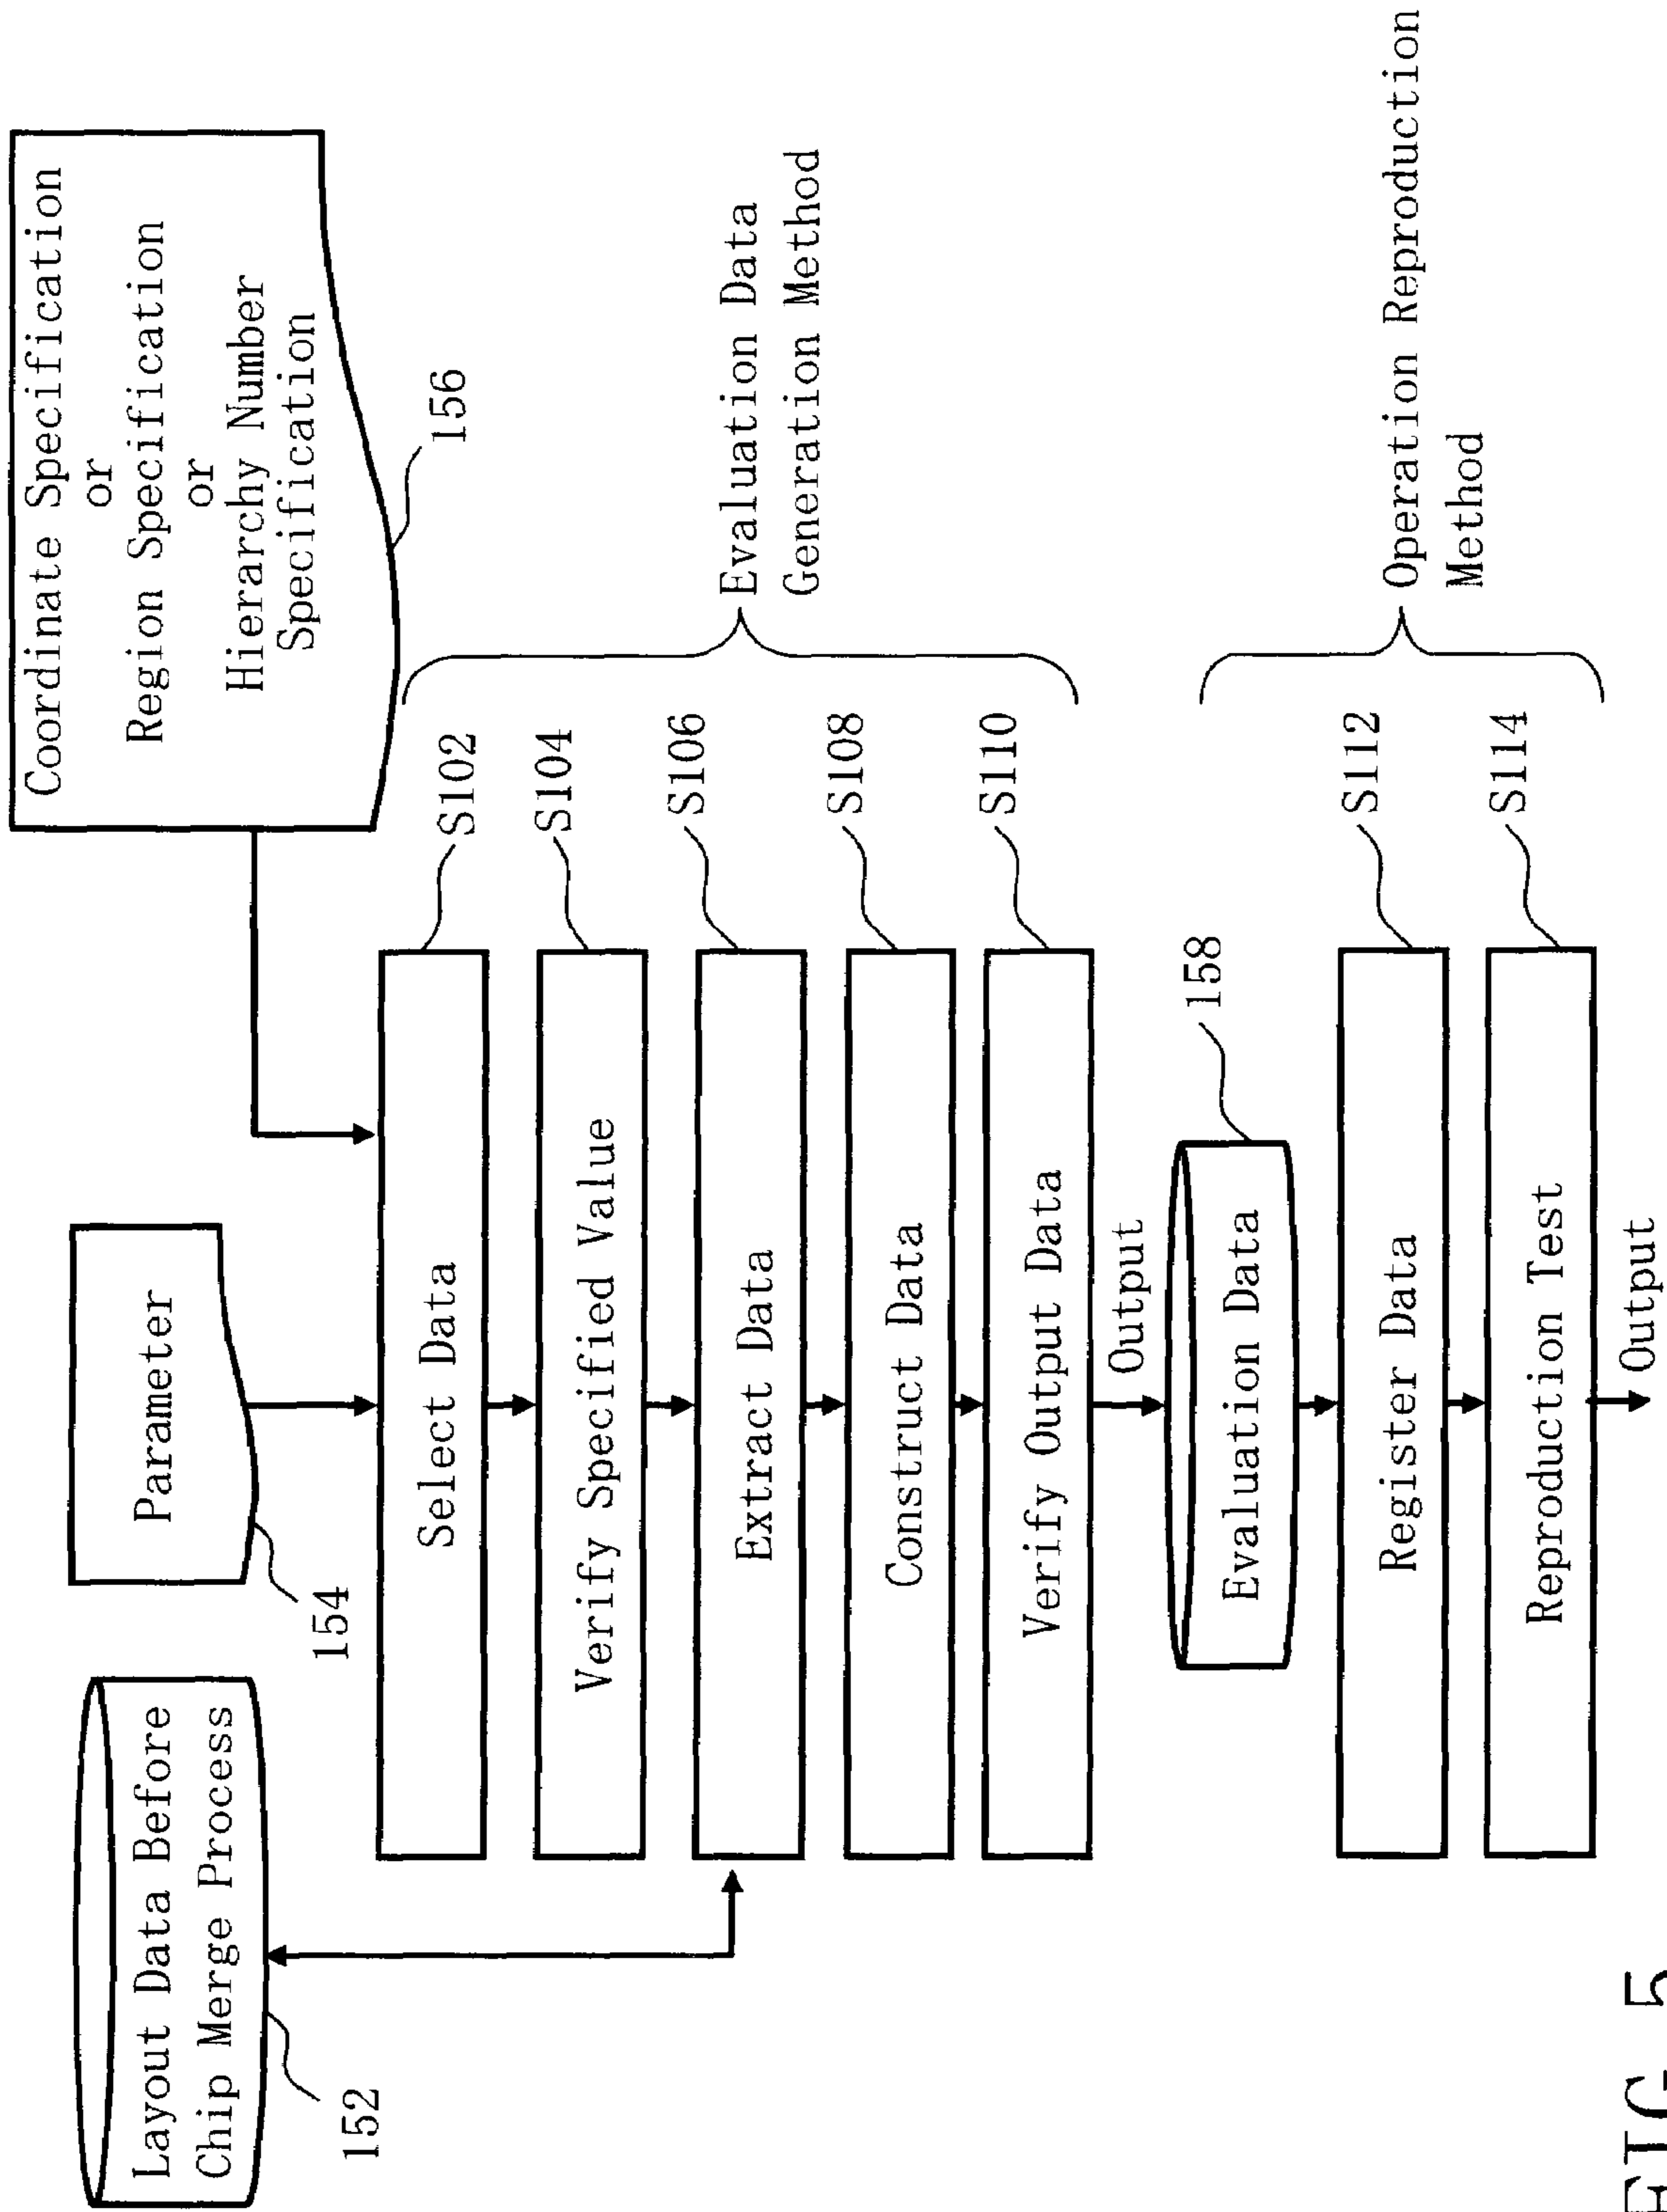 Layout Data Before
Chip Merge Process
152
Parameter
154
Coordinate Specification
or
Region Specification
or
Hierarchy Number
Specification
156
Select Data
S102
Verify Specified Value
S104
Extract Data
S106
Construct Data
S108
Verify Output Data
S110
Evaluation Data
Generation Method
Output
Evaluation Data
158
Register Data
S112
Reproduction Test
S114
Operation Reproduction
Method
Output
FIG. 5